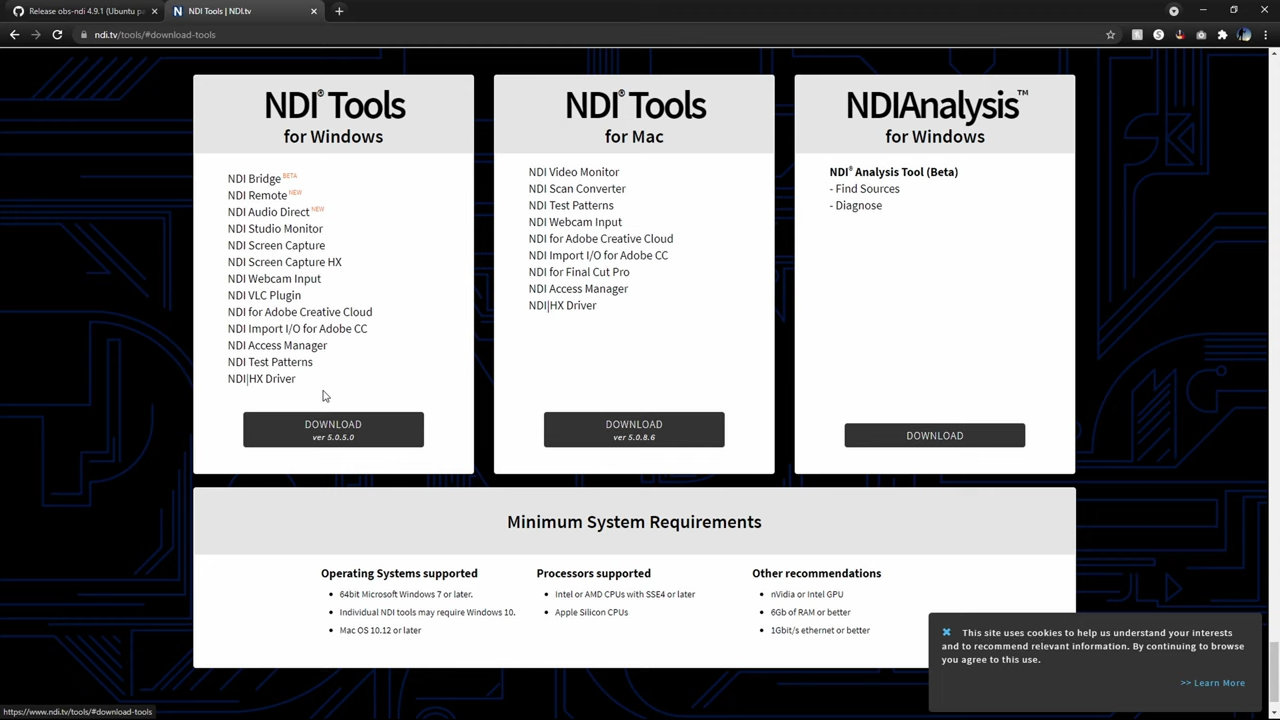 Release obs-ndi 4.9.1 (Ubuntu pa
NDI Tools | NDI.tv
ndi.tv/tools/#download-tools
NDI® Tools
for Windows
NDI Bridge BETA
NDI Remote NEW
NDI Audio Direct NEW
NDI Studio Monitor
NDI Screen Capture
NDI Screen Capture HX
NDI Webcam Input
NDI VLC Plugin
NDI for Adobe Creative Cloud
NDI Import I/O for Adobe CC
NDI Access Manager
NDI Test Patterns
NDI|HX Driver
DOWNLOAD
ver 5.0.5.0
NDI® Tools
for Mac
NDI Video Monitor
NDI Scan Converter
NDI Test Patterns
NDI Webcam Input
NDI for Adobe Creative Cloud
NDI Import I/O for Adobe CC
NDI for Final Cut Pro
NDI Access Manager
NDI|HX Driver
DOWNLOAD
ver 5.0.8.6
NDIAnalysis™
for Windows
NDI® Analysis Tool (Beta)
- Find Sources
- Diagnose
DOWNLOAD
Minimum System Requirements
Operating Systems supported
• 64bit Microsoft Windows 7 or later.
• Individual NDI tools may require Windows 10.
• Mac OS 10.12 or later
Processors supported
• Intel or AMD CPUs with SSE4 or later
• Apple Silicon CPUs
Other recommendations
• nVidia or Intel GPU
• 6Gb of RAM or better
• 1Gbit/s ethernet or better
This site uses cookies to help us understand your interests
and to recommend relevant information. By continuing to browse
you agree to this use.
>> Learn More
https://www.ndi.tv/tools/#download-tools